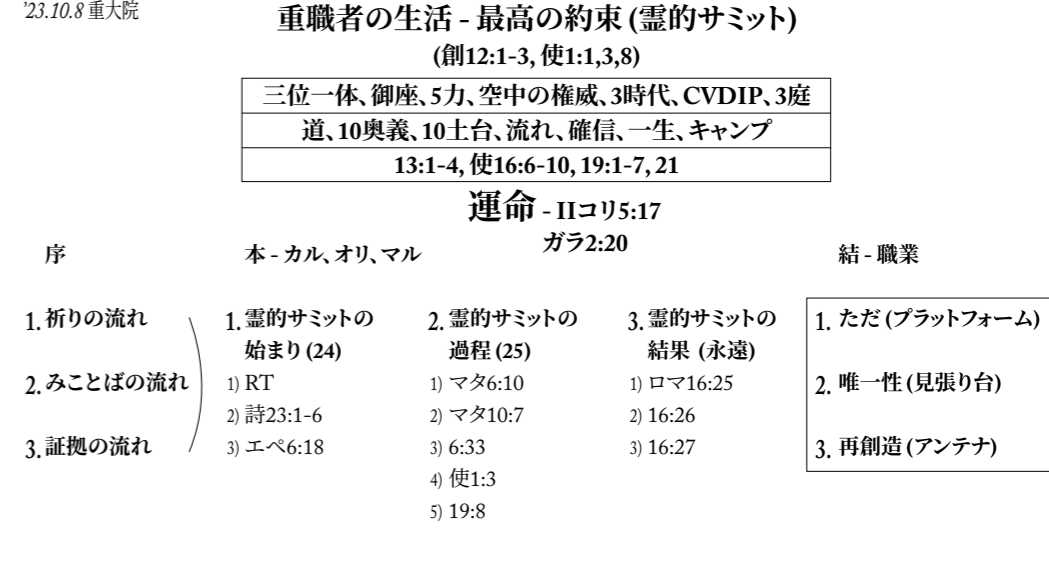 '23.10.8 重大院
重職者の生活 - 最高の約束 (霊的サミット)
(創12:1-3, 使1:1,3,8)
三位一体、御座、5力、空中の権威、3時代、CVDIP、3庭
道、10奥義、10土台、流れ、確信、一生、キャンプ
13:1-4, 使16:6-10, 19:1-7, 21
運命 - IIコリ5:17
ガラ2:20
序
1. 祈りの流れ
2. みことばの流れ
3. 証拠の流れ
本 - カル、オリ、マル
1. 霊的サミットの
始まり (24)
1) RT
2) 詩23:1-6
3) エペ6:18
2. 霊的サミットの
過程 (25)
1) マタ6:10
2) マタ10:7
3) 6:33
4) 使1:3
5) 19:8
3. 霊的サミットの
結果 (永遠)
1) ロマ16:25
2) 16:26
3) 16:27
結 - 職業
1. ただ (プラットフォーム)
2. 唯一性 (見張り台)
3. 再創造 (アンテナ)